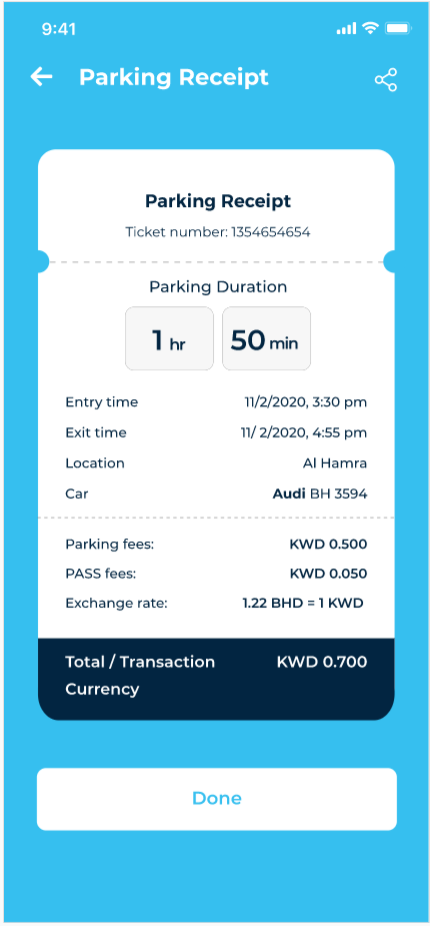 9:41
Parking Receipt
Parking Receipt
Ticket number: 1354654654
Parking Duration
1 hr 50 min
Entry time 11/2/2020, 3:30 pm
Exit time 11/ 2/2020, 4:55 pm
Location Al Hamra
Car Audi BH 3594
Parking fees: KWD 0.500
PASS fees: KWD 0.050
Exchange rate: 1.22 BHD = 1 KWD
Total / Transaction KWD 0.700
Currency
Done